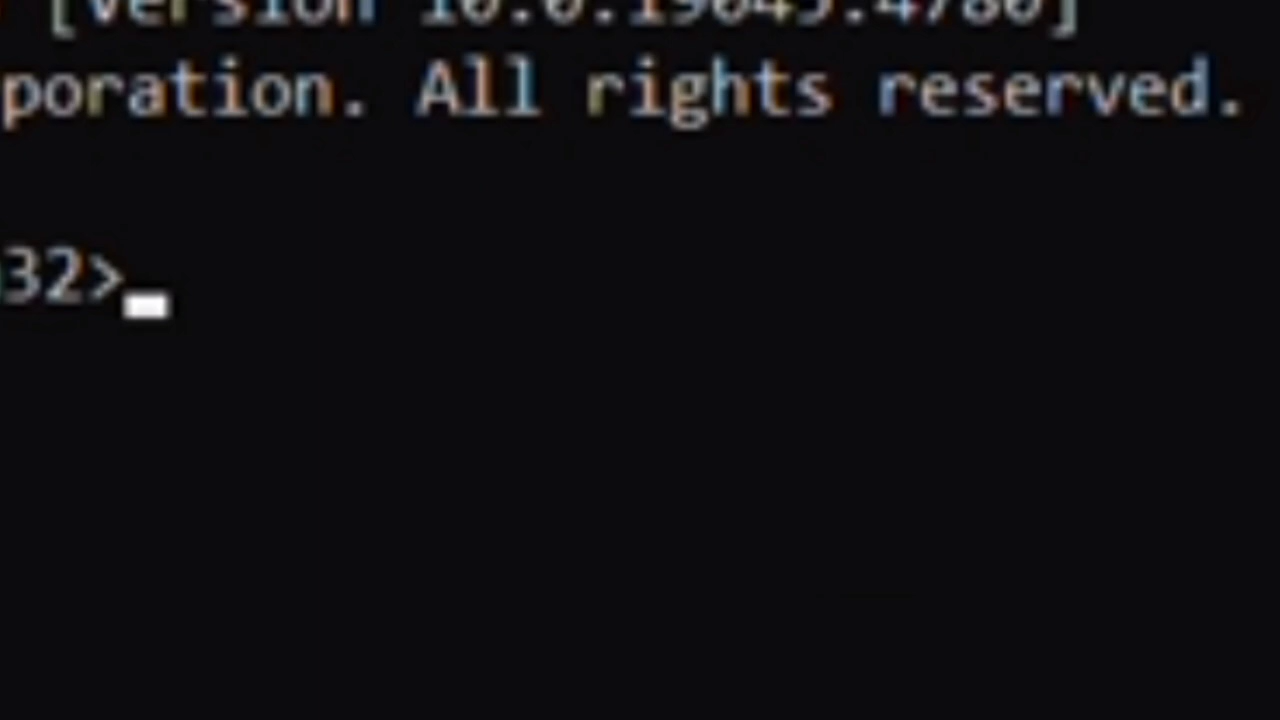 [Version 10.0.19045.4780]
poration. All rights reserved.
32>